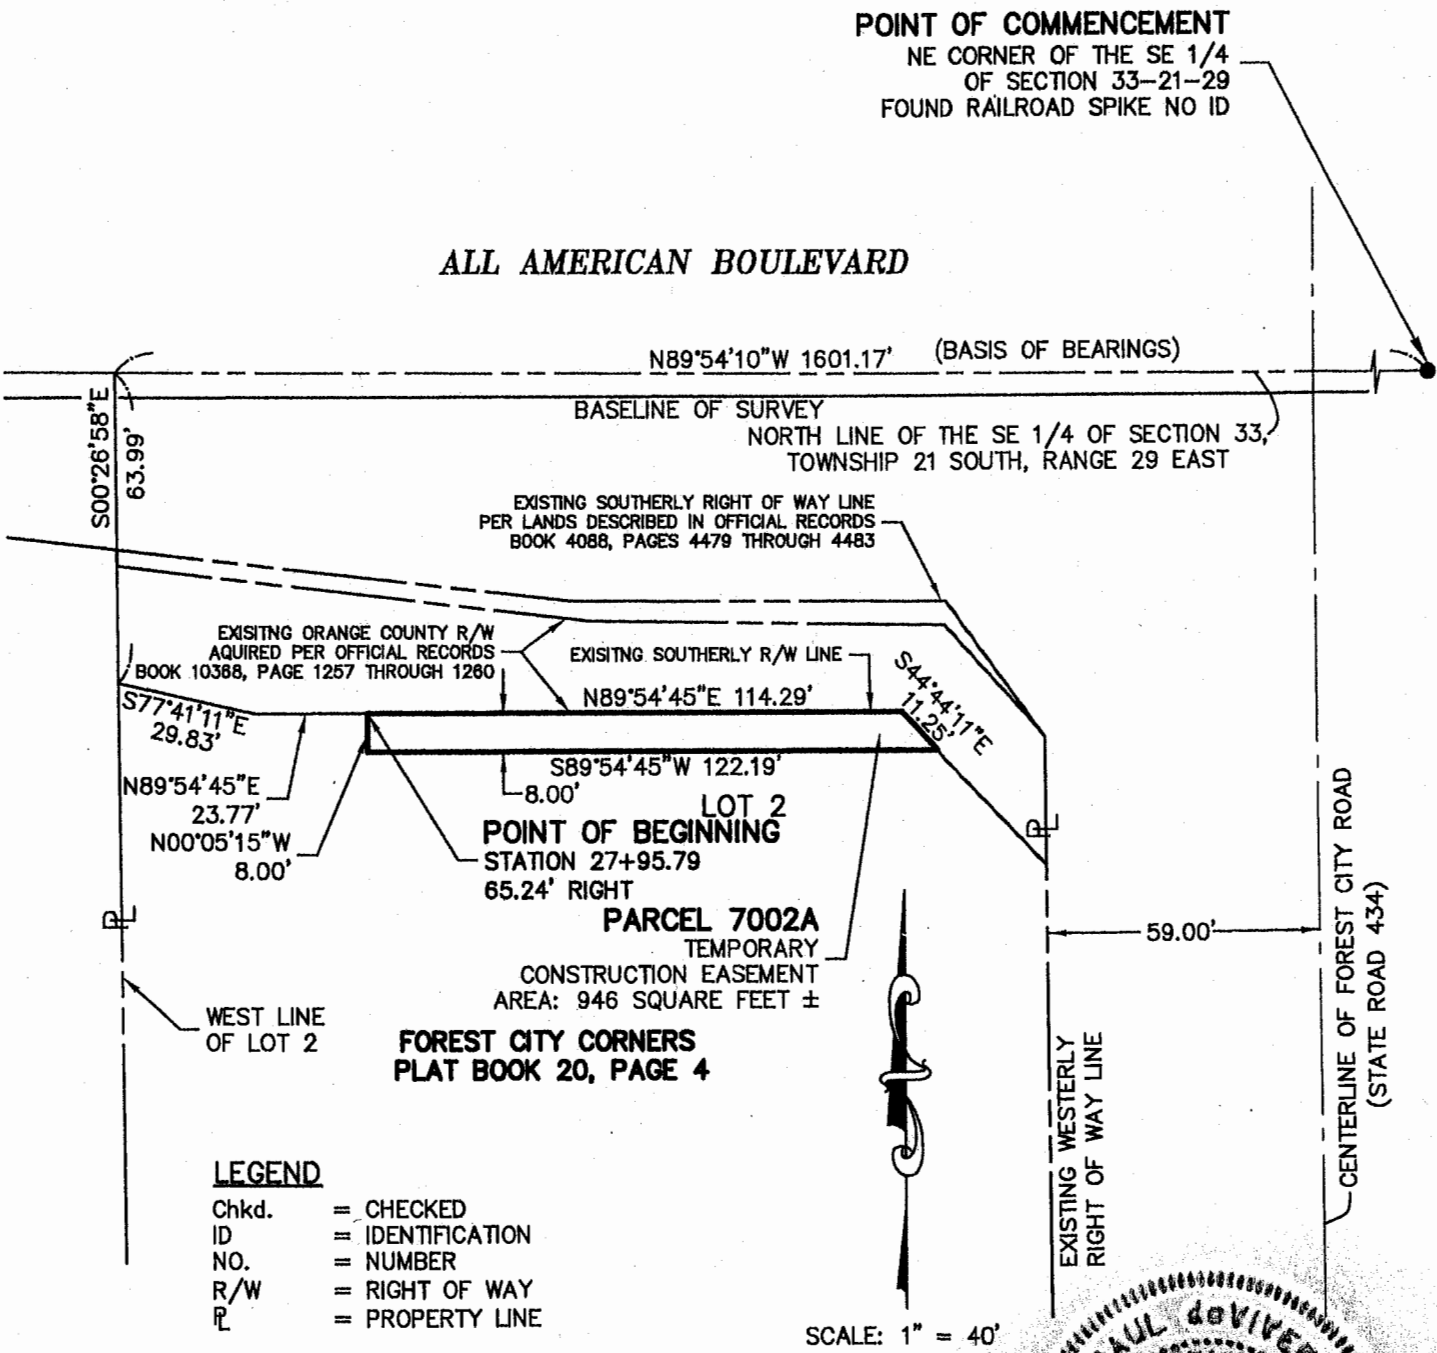 POINT OF COMMENCEMENT
NE CORNER OF THE SE 1/4
OF SECTION 33-21-29
FOUND RAILROAD SPIKE NO ID
ALL AMERICAN BOULEVARD
N89°54'10"W 1601.17' (BASIS OF BEARINGS)
BASELINE OF SURVEY
NORTH LINE OF THE SE 1/4 OF SECTION 33,
TOWNSHIP 21 SOUTH, RANGE 29 EAST
S00°26'58"E
63.99'
EXISTING SOUTHERLY RIGHT OF WAY LINE
PER LANDS DESCRIBED IN OFFICIAL RECORDS
BOOK 4088, PAGES 4479 THROUGH 4483
EXISITNG ORANGE COUNTY R/W
AQUIRED PER OFFICIAL RECORDS
BOOK 10368, PAGE 1257 THROUGH 1260
EXISITNG SOUTHERLY R/W LINE
N89°54'45"E 114.29'
S44°44'11"E
11.25'
S77°41'11"E
29.83'
S89°54'45"W 122.19'
8.00'
LOT 2
N89°54'45"E
23.77'
N00°05'15"W
8.00'
POINT OF BEGINNING
STATION 27+95.79
65.24' RIGHT
PARCEL 7002A
TEMPORARY
CONSTRUCTION EASEMENT
AREA: 946 SQUARE FEET ±
PL
PL
59.00'
WEST LINE
OF LOT 2
FOREST CITY CORNERS
PLAT BOOK 20, PAGE 4
EXISTING WESTERLY
RIGHT OF WAY LINE
CENTERLINE OF FOREST CITY ROAD
(STATE ROAD 434)
LEGEND
Chkd. = CHECKED
ID = IDENTIFICATION
NO. = NUMBER
R/W = RIGHT OF WAY
PL = PROPERTY LINE
SCALE: 1" = 40'